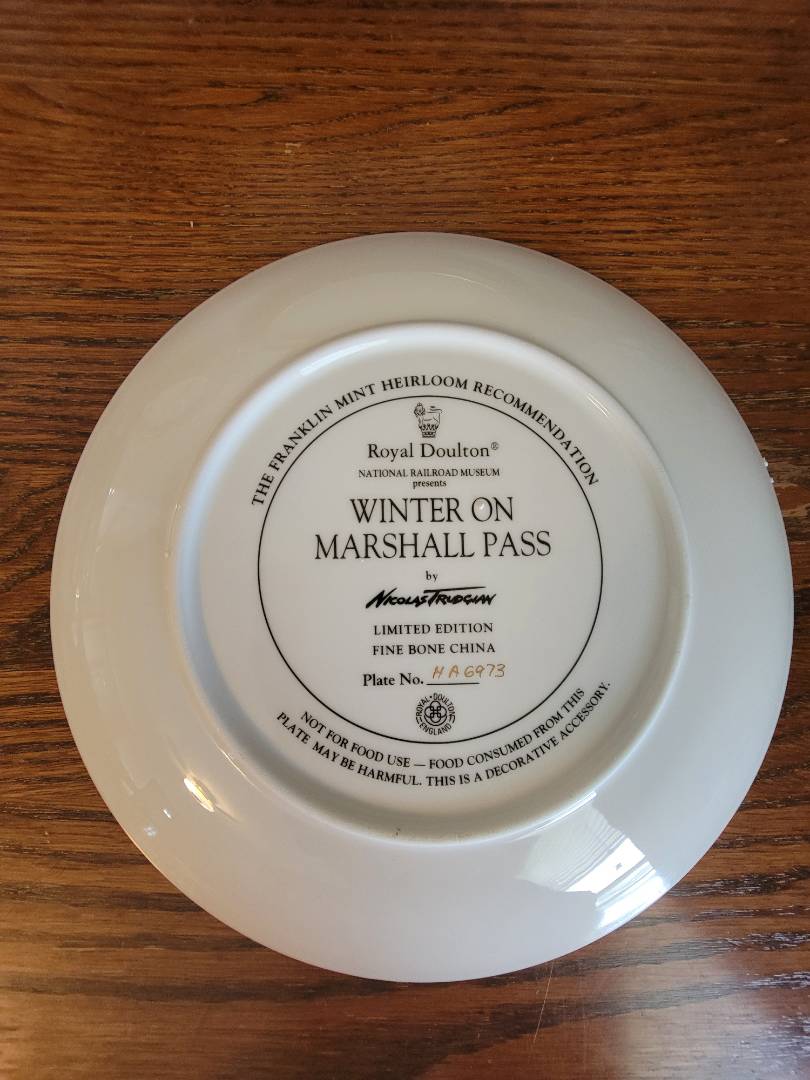 THE FRANKLIN MINT HEIRLOOM RECOMMENDATION
Royal Doulton®
NATIONAL RAILROAD MUSEUM
presents
WINTER ON
MARSHALL PASS
by
NICOLAS TRUDGIAN
LIMITED EDITION
FINE BONE CHINA
Plate No. HA6973
ROYAL·DOULTON
ENGLAND
NOT FOR FOOD USE — FOOD CONSUMED FROM THIS
PLATE MAY BE HARMFUL. THIS IS A DECORATIVE ACCESSORY.